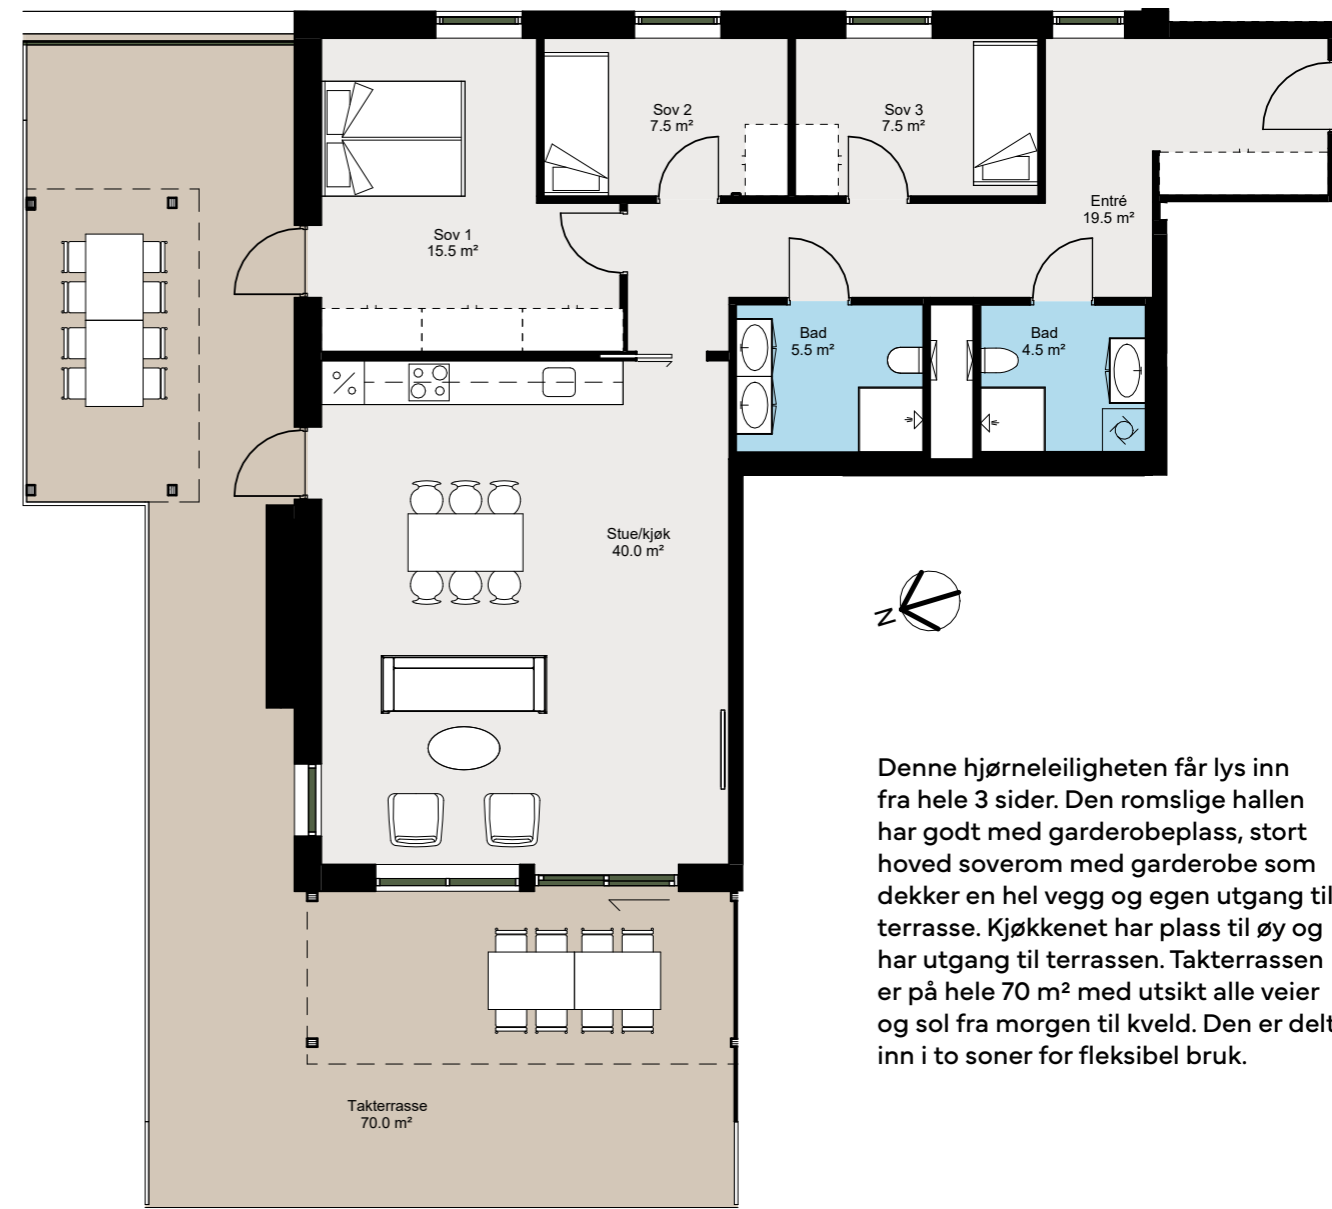 Sov 2
7.5 m²
Sov 3
7.5 m²
Entré
19.5 m²
Sov 1
15.5 m²
Bad
5.5 m²
Bad
4.5 m²
Stue/kjøk
40.0 m²
N
Denne hjørneleiligheten får lys inn
fra hele 3 sider. Den romslige hallen
har godt med garderobeplass, stort
hoved soverom med garderobe som
dekker en hel vegg og egen utgang til
terrasse. Kjøkkenet har plass til øy og
har utgang til terrassen. Takterrassen
er på hele 70 m² med utsikt alle veier
og sol fra morgen til kveld. Den er delt
inn i to soner for fleksibel bruk.
Takterrasse
70.0 m²